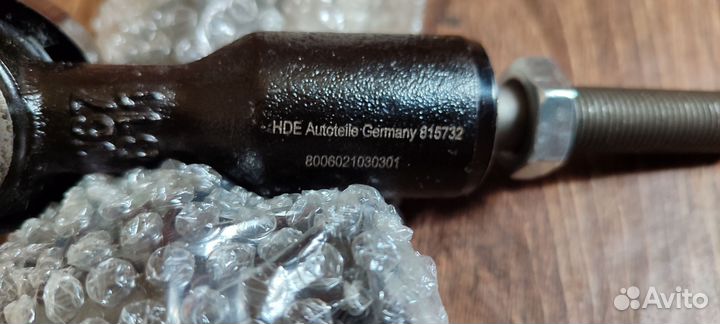 HDE Autoteile Germany 815732
8006021030301
Avito